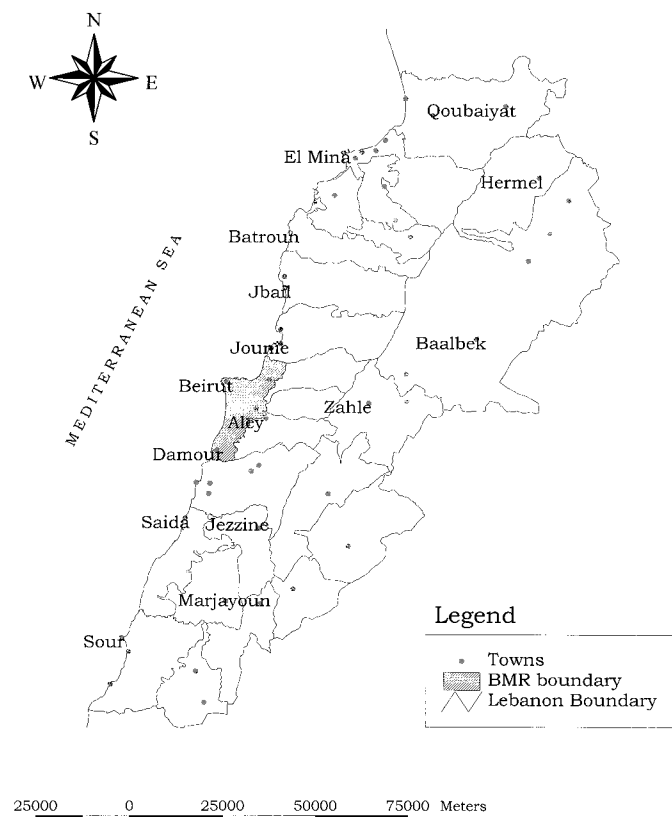 N
W E
S
Qoubaiyat
El Mina
Hermel
Batroun
Jbail
Jounie
Baalbek
Beirut
Zahle
Aley
Damour
MEDITERRANEAN SEA
Saida Jezzine
Marjayoun
Sour
Legend
Towns
BMR boundary
Lebanon Boundary
25000 0 25000 50000 75000 Meters